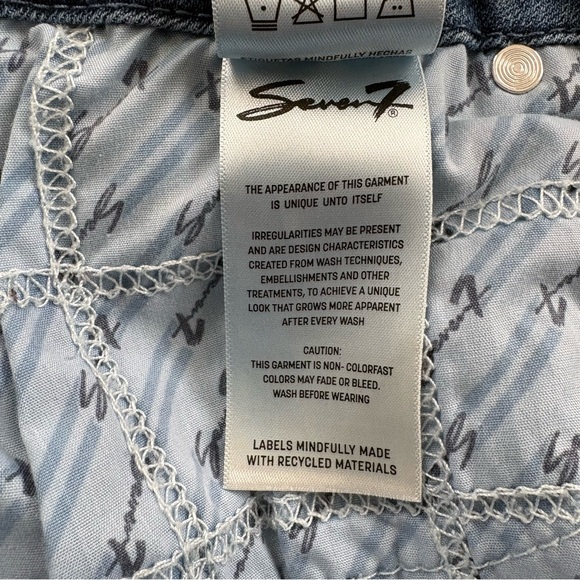 ETIQUETAS MINDFULLY HECHAS
Seven7®
THE APPEARANCE OF THIS GARMENT
IS UNIQUE UNTO ITSELF
IRREGULARITIES MAY BE PRESENT
AND ARE DESIGN CHARACTERISTICS
CREATED FROM WASH TECHNIQUES,
EMBELLISHMENTS AND OTHER
TREATMENTS, TO ACHIEVE A UNIQUE
LOOK THAT GROWS MORE APPARENT
AFTER EVERY WASH
CAUTION:
THIS GARMENT IS NON- COLORFAST
COLORS MAY FADE OR BLEED.
WASH BEFORE WEARING
LABELS MINDFULLY MADE
WITH RECYCLED MATERIALS